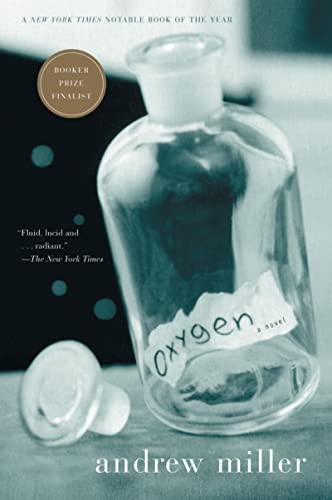 A NEW YORK TIMES NOTABLE BOOK OF THE YEAR
BOOKER
PRIZE
FINALIST
“Fluid, lucid and
. . . radiant.”
—The New York Times
oxygen
a novel
andrew miller